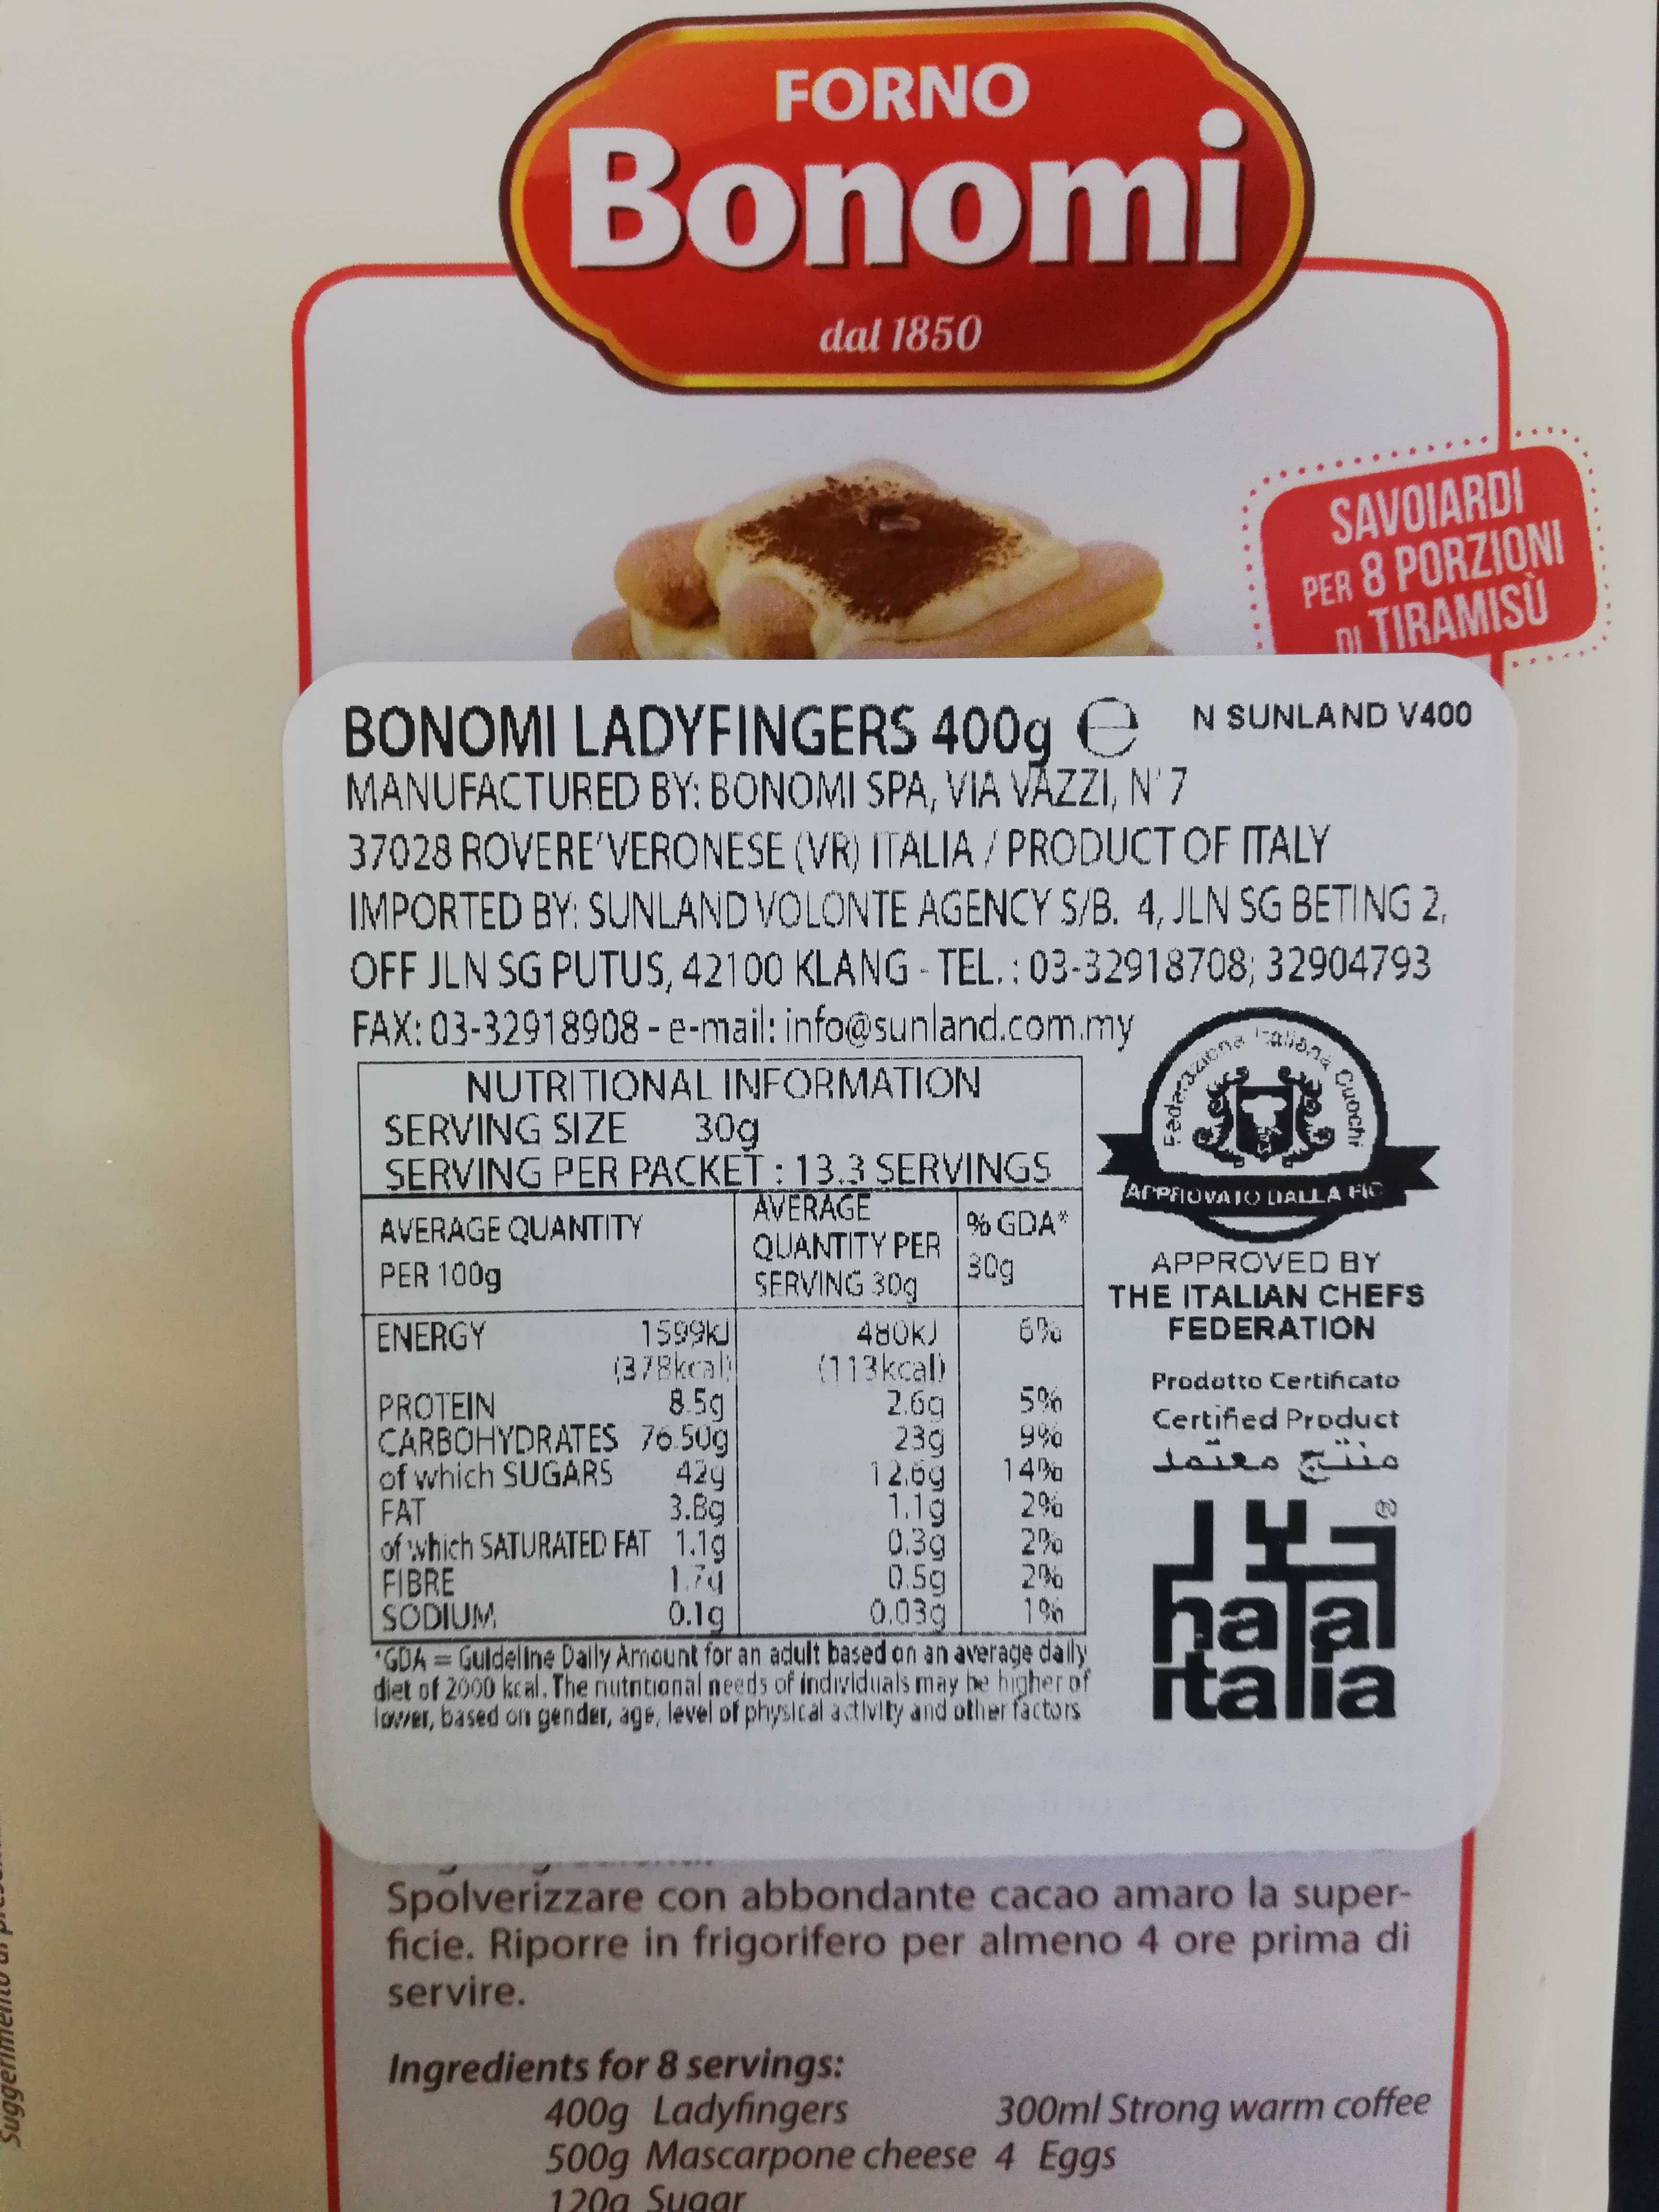 FORNO
Bonomi
dal 1850
SAVOIARDI
PER 8 PORZIONI
DI TIRAMISÙ
BONOMI LADYFINGERS 400g ℮ N SUNLAND V400
MANUFACTURED BY: BONOMI SPA, VIA VAZZI, N°7
37028 ROVERE'VERONESE (VR) ITALIA / PRODUCT OF ITALY
IMPORTED BY: SUNLAND VOLONTE AGENCY S/B. 4, JLN SG BETING 2,
OFF JLN SG PUTUS, 42100 KLANG - TEL. : 03-32918708; 32904793
FAX: 03-32918908 - e-mail: info@sunland.com.my
NUTRITIONAL INFORMATION
SERVING SIZE 30g
SERVING PER PACKET : 13.3 SERVINGS
AVERAGE QUANTITY
PER 100g
AVERAGE
QUANTITY PER
SERVING 30g
% GDA*
30g
ENERGY 1599kJ 480kJ 6%
(378kcal) (113kcal)
PROTEIN 8.5g 2.6g 5%
CARBOHYDRATES 76.50g 23g 9%
of which SUGARS 42g 12.6g 14%
FAT 3.8g 1.1g 2%
of which SATURATED FAT 1.1g 0.3g 2%
FIBRE 1.7g 0.5g 2%
SODIUM 0.1g 0.03g 1%
*GDA = Guideline Daily Amount for an adult based on an average daily
diet of 2000 kcal. The nutritional needs of individuals may be higher of
lower, based on gender, age, level of physical activity and other factors
Federazione Italiana Cuochi
APPROVATO DALLA FIC
APPROVED BY
THE ITALIAN CHEFS
FEDERATION
Prodotto Certificato
Certified Product
منتج معتمد
حلال ®
halal
italia
Spolverizzare con abbondante cacao amaro la super-
ficie. Riporre in frigorifero per almeno 4 ore prima di
servire.
Ingredients for 8 servings:
400g Ladyfingers 300ml Strong warm coffee
500g Mascarpone cheese 4 Eggs
120g Sugar
Suggerimento di